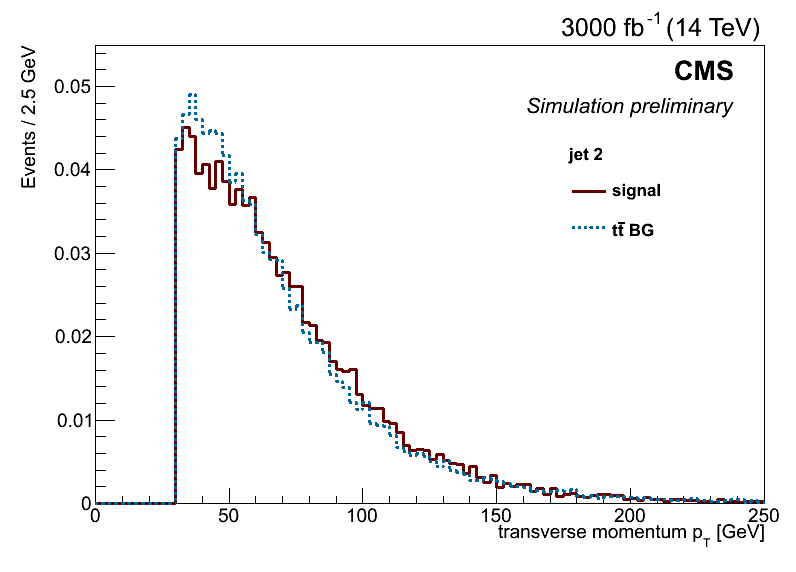 3000 fb⁻¹ (14 TeV)
CMS
Simulation preliminary
jet 2
signal
tt̄ BG
Events / 2.5 GeV
0.05
0.04
0.03
0.02
0.01
0
0 50 100 150 200 250
transverse momentum p_T [GeV]